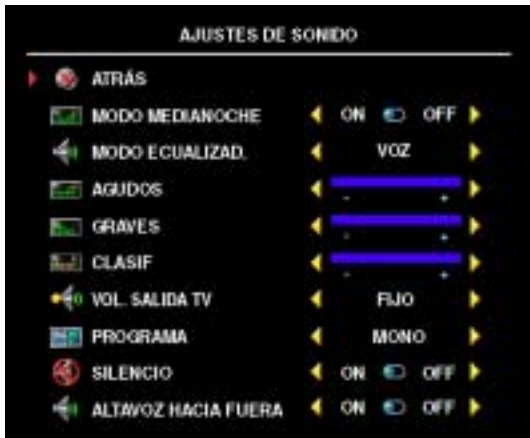 AJUSTES DE SONIDO
ATRÁS
MODO MEDIANOCHE ON OFF
MODO ECUALIZAD. VOZ
AGUDOS
- +
GRAVES
- +
CLASIF
- +
VOL. SALIDA TV FIJO
PROGRAMA MONO
SILENCIO ON OFF
ALTAVOZ HACIA FUERA ON OFF